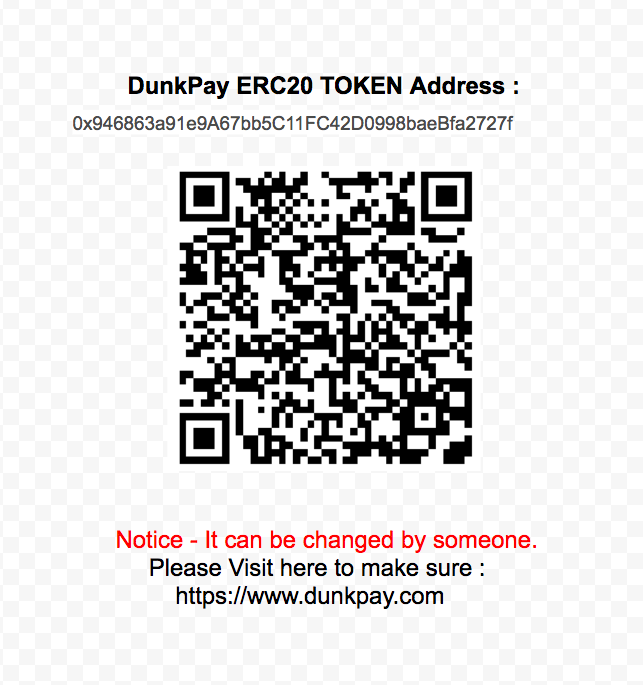 DunkPay ERC20 TOKEN Address :
0x946863a91e9A67bb5C11FC42D0998baeBfa2727f
Notice - It can be changed by someone.
Please Visit here to make sure :
https://www.dunkpay.com